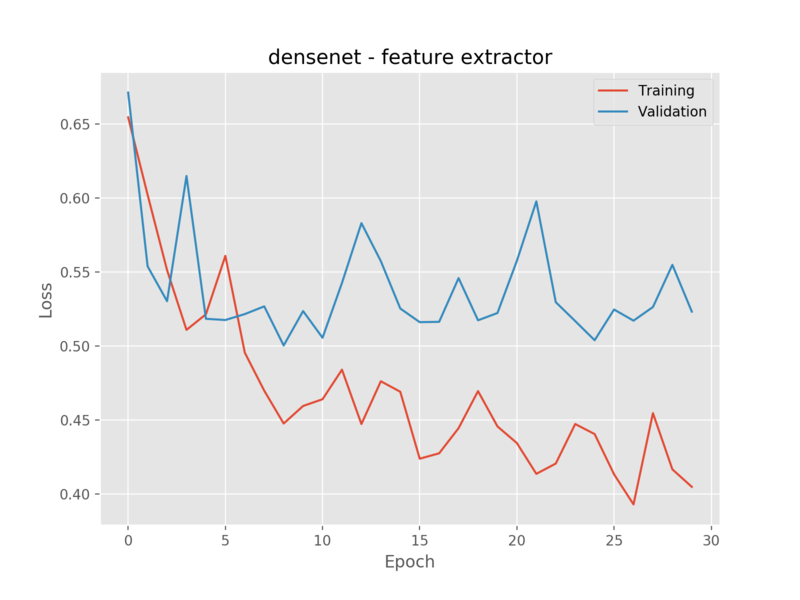 densenet - feature extractor
Training
Validation
0.65
0.60
0.55
0.50
0.45
0.40
Loss
0 5 10 15 20 25 30
Epoch